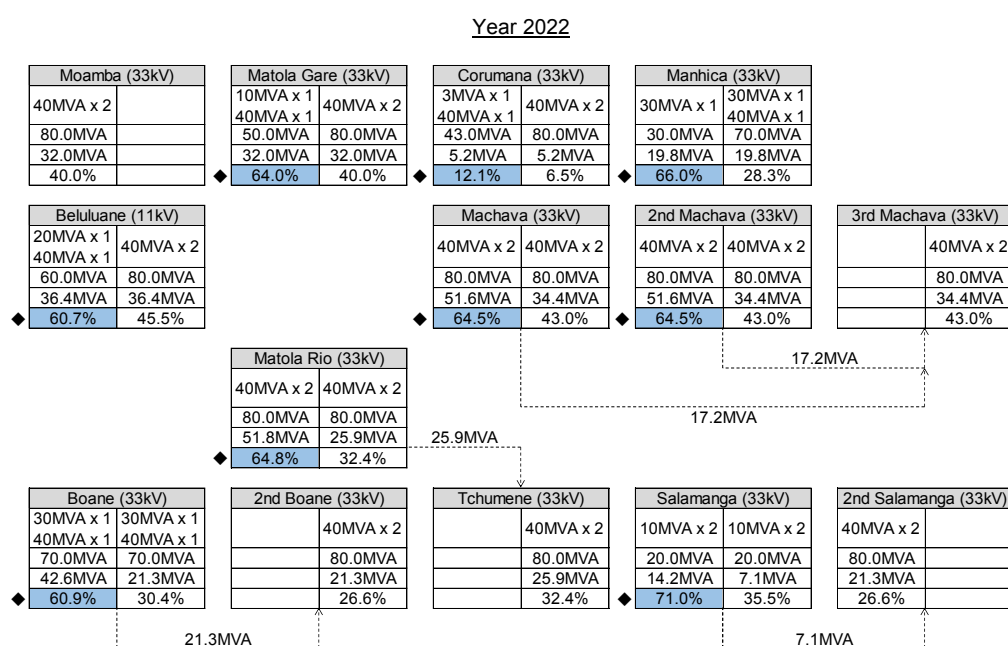 Year 2022
Moamba (33kV)
40MVA x 2
80.0MVA
32.0MVA
40.0%
Matola Gare (33kV)
10MVA x 1
40MVA x 1
40MVA x 2
50.0MVA 80.0MVA
32.0MVA 32.0MVA
◆ 64.0% 40.0%
Corumana (33kV)
3MVA x 1
40MVA x 1
40MVA x 2
43.0MVA 80.0MVA
5.2MVA 5.2MVA
◆ 12.1% 6.5%
Manhica (33kV)
30MVA x 1
30MVA x 1
40MVA x 1
30.0MVA 70.0MVA
19.8MVA 19.8MVA
◆ 66.0% 28.3%
Beluluane (11kV)
20MVA x 1
40MVA x 1
40MVA x 2
60.0MVA 80.0MVA
36.4MVA 36.4MVA
◆ 60.7% 45.5%
Machava (33kV)
40MVA x 2 40MVA x 2
80.0MVA 80.0MVA
51.6MVA 34.4MVA
◆ 64.5% 43.0%
2nd Machava (33kV)
40MVA x 2 40MVA x 2
80.0MVA 80.0MVA
51.6MVA 34.4MVA
◆ 64.5% 43.0%
3rd Machava (33kV)
40MVA x 2
80.0MVA
34.4MVA
43.0%
17.2MVA
17.2MVA
Matola Rio (33kV)
40MVA x 2 40MVA x 2
80.0MVA 80.0MVA
51.8MVA 25.9MVA
◆ 64.8% 32.4%
25.9MVA
Boane (33kV)
30MVA x 1 30MVA x 1
40MVA x 1 40MVA x 1
70.0MVA 70.0MVA
42.6MVA 21.3MVA
◆ 60.9% 30.4%
2nd Boane (33kV)
40MVA x 2
80.0MVA
21.3MVA
26.6%
Tchumene (33kV)
40MVA x 2
80.0MVA
25.9MVA
32.4%
Salamanga (33kV)
10MVA x 2 10MVA x 2
20.0MVA 20.0MVA
14.2MVA 7.1MVA
◆ 71.0% 35.5%
2nd Salamanga (33kV)
40MVA x 2
80.0MVA
21.3MVA
26.6%
21.3MVA
7.1MVA